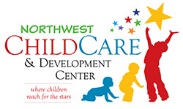 NORTHWEST
CHILDCARE
& DEVELOPMENT
CENTER
where children
reach for the stars